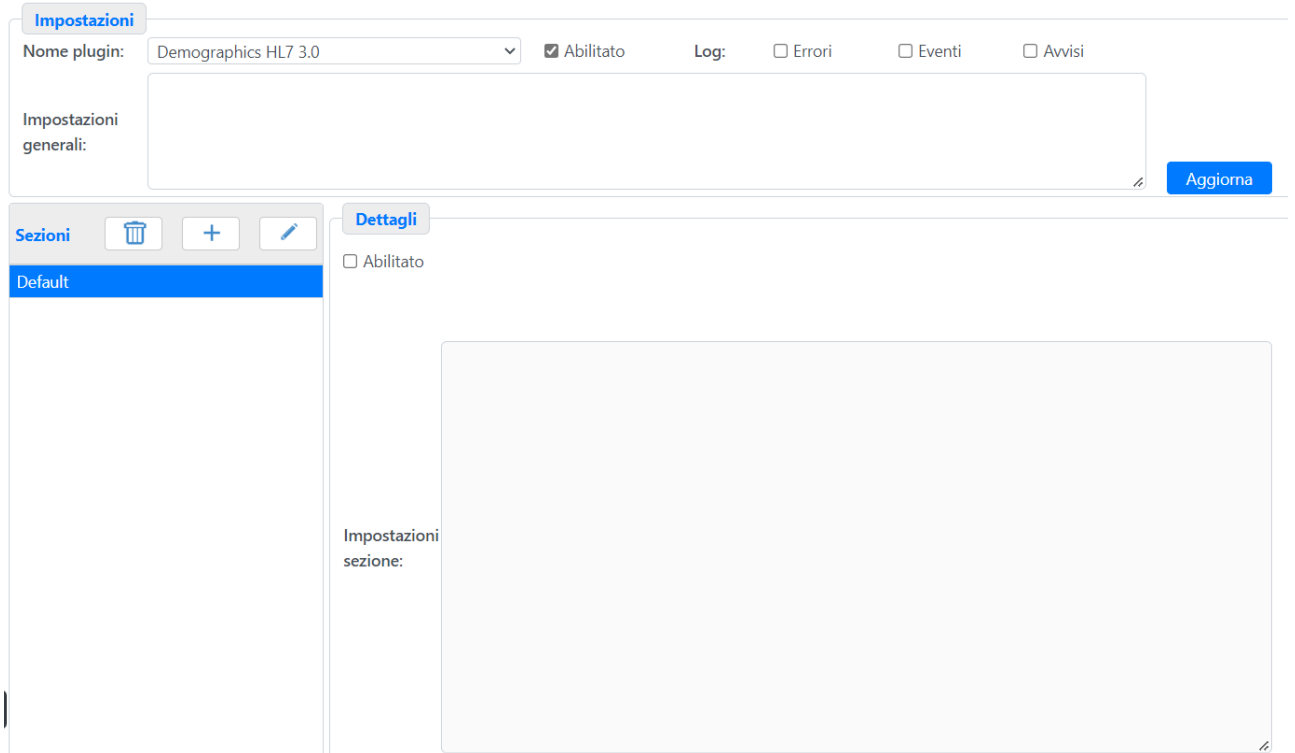 Impostazioni
Nome plugin: Demographics HL7 3.0 Abilitato Log: Errori Eventi Avvisi
Impostazioni
generali:
Aggiorna
Sezioni
Default
Dettagli
Abilitato
Impostazioni
sezione: